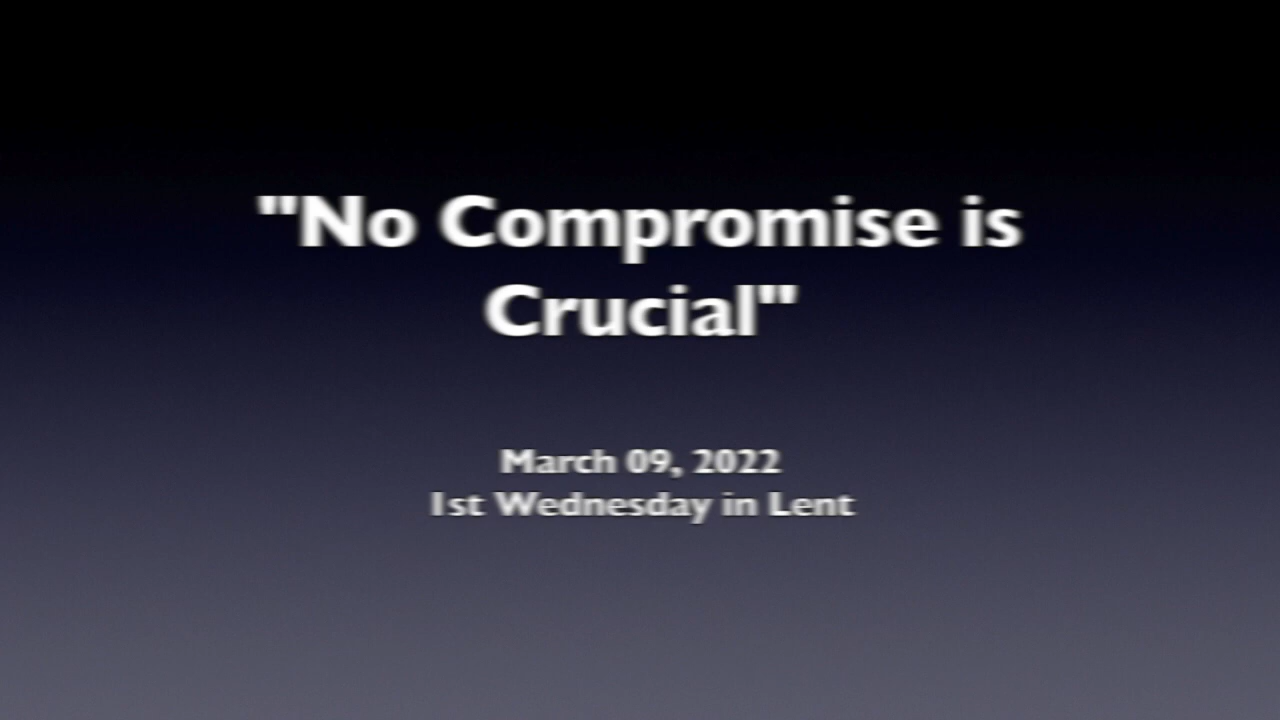 "No Compromise is
Crucial"
March 09, 2022
1st Wednesday in Lent